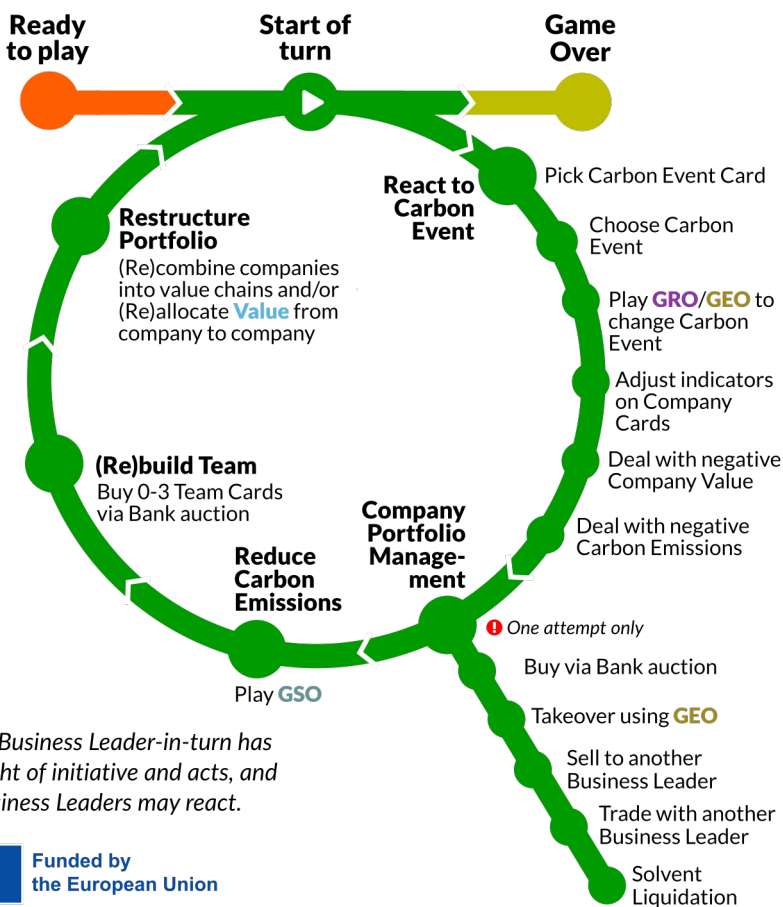 Ready
to play
Start of
turn
Game
Over
React to
Carbon
Event
Pick Carbon Event Card
Choose Carbon
Event
Play GRO/GEO to
change Carbon
Event
Adjust indicators
on Company
Cards
Deal with negative
Company Value
Deal with negative
Carbon Emissions
Company
Portfolio
Manage-
ment
One attempt only
Buy via Bank auction
Takeover using GEO
Sell to another
Business Leader
Trade with another
Business Leader
Solvent
Liquidation
Reduce
Carbon
Emissions
Play GSO
(Re)build Team
Buy 0-3 Team Cards
via Bank auction
Restructure
Portfolio
(Re)combine companies
into value chains and/or
(Re)allocate Value from
company to company
Business Leader-in-turn has
ht of initiative and acts, and
iness Leaders may react.
Funded by
the European Union